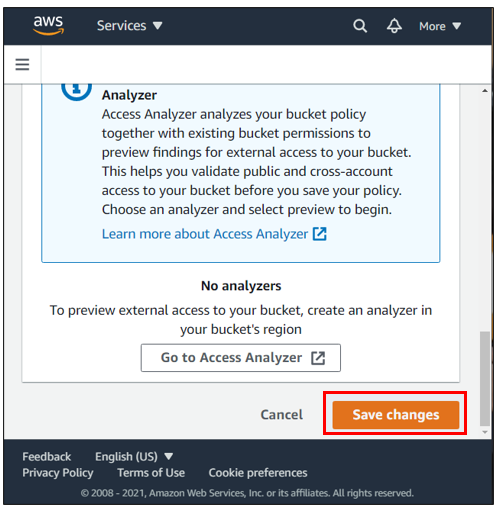 aws Services ▼ More ▼
Analyzer
Access Analyzer analyzes your bucket policy
together with existing bucket permissions to
preview findings for external access to your bucket.
This helps you validate public and cross-account
access to your bucket before you save your policy.
Choose an analyzer and select preview to begin.
Learn more about Access Analyzer
No analyzers
To preview external access to your bucket, create an analyzer in
your bucket's region
Go to Access Analyzer
Cancel Save changes
Feedback English (US) ▼
Privacy Policy Terms of Use Cookie preferences
© 2008 - 2021, Amazon Web Services, Inc. or its affiliates. All rights reserved.